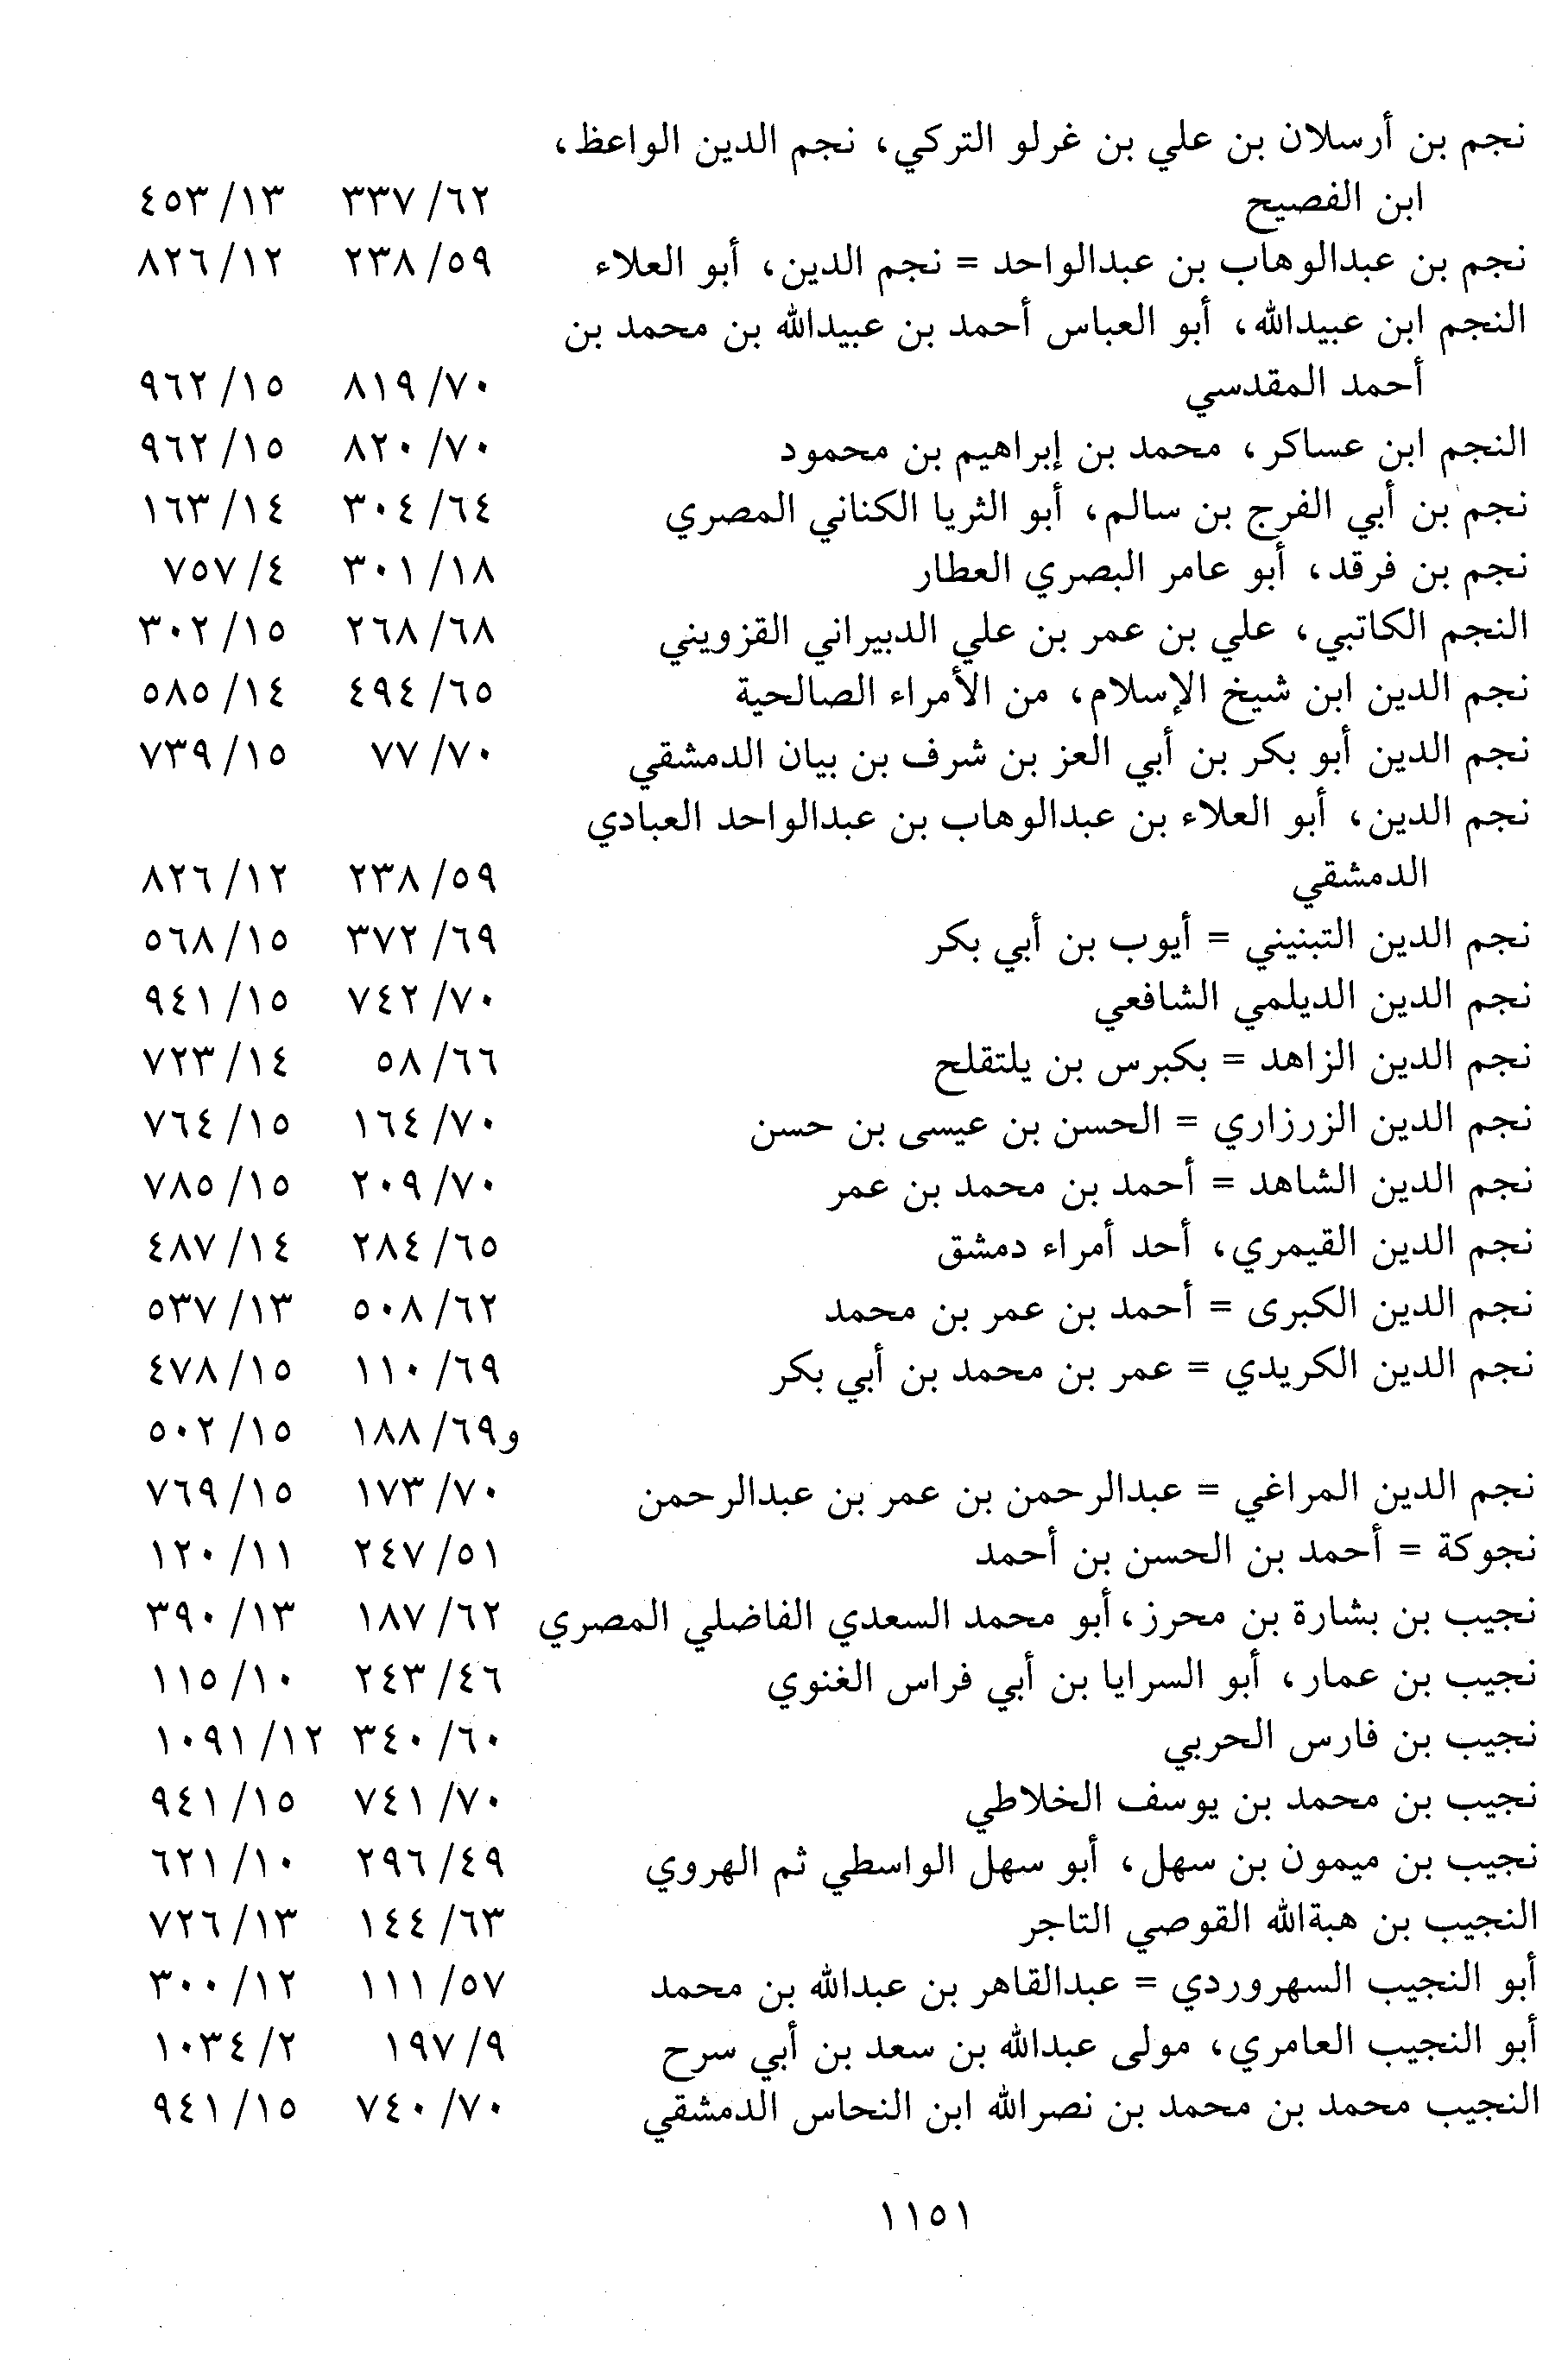 نجم بن أرسلان بن علي بن غرلو التركي، نجم الدين الواعظ،
ابن الفصيح ٦٢/ ٣٣٧ ١٣/ ٤٥٣
نجم بن عبدالوهاب بن عبدالواحد = نجم الدين، أبو العلاء ٥٩/ ٢٣٨ ١٢/ ٨٢٦
النجم ابن عبيدالله، أبو العباس أحمد بن عبيدالله بن محمد بن
أحمد المقدسي ٧٠/ ٨١٩ ١٥/ ٩٦٢
النجم ابن عساكر، محمد بن إبراهيم بن محمود ٧٠/ ٨٢٠ ١٥/ ٩٦٢
نجم بن أبي الفرج بن سالم، أبو الثريا الكناني المصري ٦٤/ ٣٠٤ ١٤/ ١٦٣
نجم بن فرقد، أبو عامر البصري العطار ١٨/ ٣٠١ ٤/ ٧٥٧
النجم الكاتبي، علي بن عمر بن علي الدبيراني القزويني ٦٨/ ٢٦٨ ١٥/ ٣٠٢
نجم الدين ابن شيخ الإسلام، من الأمراء الصالحية ٦٥/ ٤٩٤ ١٤/ ٥٨٥
نجم الدين أبو بكر بن أبي العز بن شرف بن بيان الدمشقي ٧٠/ ٧٧ ١٥/ ٧٣٩
نجم الدين، أبو العلاء بن عبدالوهاب بن عبدالواحد العبادي
الدمشقي ٥٩/ ٢٣٨ ١٢/ ٨٢٦
نجم الدين التبنيني = أيوب بن أبي بكر ٦٩/ ٣٧٢ ١٥/ ٥٦٨
نجم الدين الديلمي الشافعي ٧٠/ ٧٤٢ ١٥/ ٩٤١
نجم الدين الزاهد = بكبرس بن يلتقلح ٦٦/ ٥٨ ١٤/ ٧٢٣
نجم الدين الزرزاري = الحسن بن عيسى بن حسن ٧٠/ ١٦٤ ١٥/ ٧٦٤
نجم الدين الشاهد = أحمد بن محمد بن عمر ٧٠/ ٢٠٩ ١٥/ ٧٨٥
نجم الدين القيمري، أحد أمراء دمشق ٦٥/ ٢٨٤ ١٤/ ٤٨٧
نجم الدين الكبرى = أحمد بن عمر بن محمد ٦٢/ ٥٠٨ ١٣/ ٥٣٧
نجم الدين الكريدي = عمر بن محمد بن أبي بكر ٦٩/ ١١٠ ١٥/ ٤٧٨
و٦٩/ ١٨٨ ١٥/ ٥٠٢
نجم الدين المراغي = عبدالرحمن بن عمر بن عبدالرحمن ٧٠/ ١٧٣ ١٥/ ٧٦٩
نجوكة = أحمد بن الحسن بن أحمد ٥١/ ٢٤٧ ١١/ ١٢٠
نجيب بن بشارة بن محرز، أبو محمد السعدي الفاضلي المصري ٦٢/ ١٨٧ ١٣/ ٣٩٠
نجيب بن عمار، أبو السرايا بن أبي فراس الغنوي ٤٦/ ٢٤٣ ١٠/ ١١٥
نجيب بن فارس الحربي ٦٠/ ٣٤٠ ١٢/ ١٠٩١
نجيب بن محمد بن يوسف الخلاطي ٧٠/ ٧٤١ ١٥/ ٩٤١
نجيب بن ميمون بن سهل، أبو سهل الواسطي ثم الهروي ٤٩/ ٢٩٦ ١٠/ ٦٢١
النجيب بن هبةالله القوصي التاجر ٦٣/ ١٤٤ ١٣/ ٧٢٦
أبو النجيب السهروردي = عبدالقاهر بن عبدالله بن محمد ٥٧/ ١١١ ١٢/ ٣٠٠
أبو النجيب العامري، مولى عبدالله بن سعد بن أبي سرح ٩/ ١٩٧ ٢/ ١٠٣٤
النجيب محمد بن محمد بن نصرالله ابن النحاس الدمشقي ٧٠/ ٧٤٠ ١٥/ ٩٤١
١١٥١